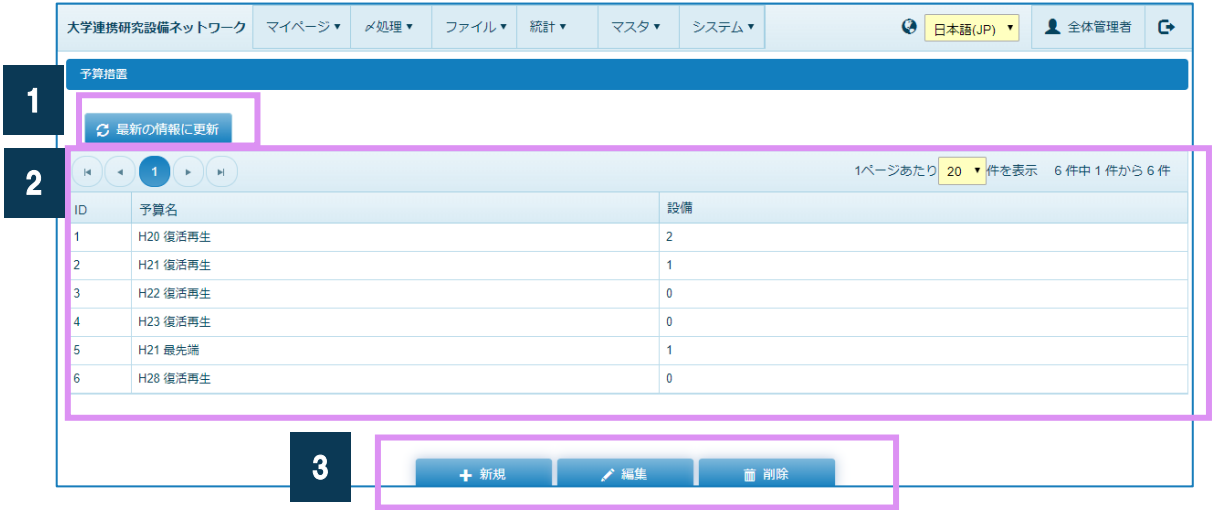 大学連携研究設備ネットワーク マイページ▼ 〆処理▼ ファイル▼ 統計▼ マスタ▼ システム▼ 日本語(JP) ▼ 全体管理者
予算措置
1
最新の情報に更新
2
1 1ページあたり 20 ▼ 件を表示 6 件中 1 件から 6 件
ID 予算名 設備
1 H20 復活再生 2
2 H21 復活再生 1
3 H22 復活再生 0
4 H23 復活再生 0
5 H21 最先端 1
6 H28 復活再生 0
3
新規 編集 削除